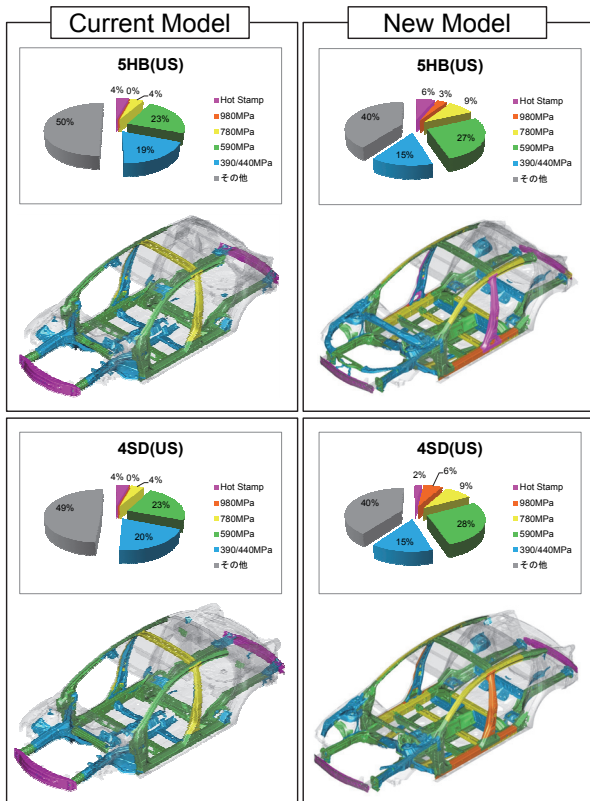 Current Model
New Model
5HB(US)
4%
0%
4%
23%
19%
50%
Hot Stamp
980MPa
780MPa
590MPa
390/440MPa
その他
5HB(US)
6%
3%
9%
27%
15%
40%
Hot Stamp
980MPa
780MPa
590MPa
390/440MPa
その他
4SD(US)
4%
0%
4%
23%
20%
49%
Hot Stamp
980MPa
780MPa
590MPa
390/440MPa
その他
4SD(US)
2%
6%
9%
28%
15%
40%
Hot Stamp
980MPa
780MPa
590MPa
390/440MPa
その他